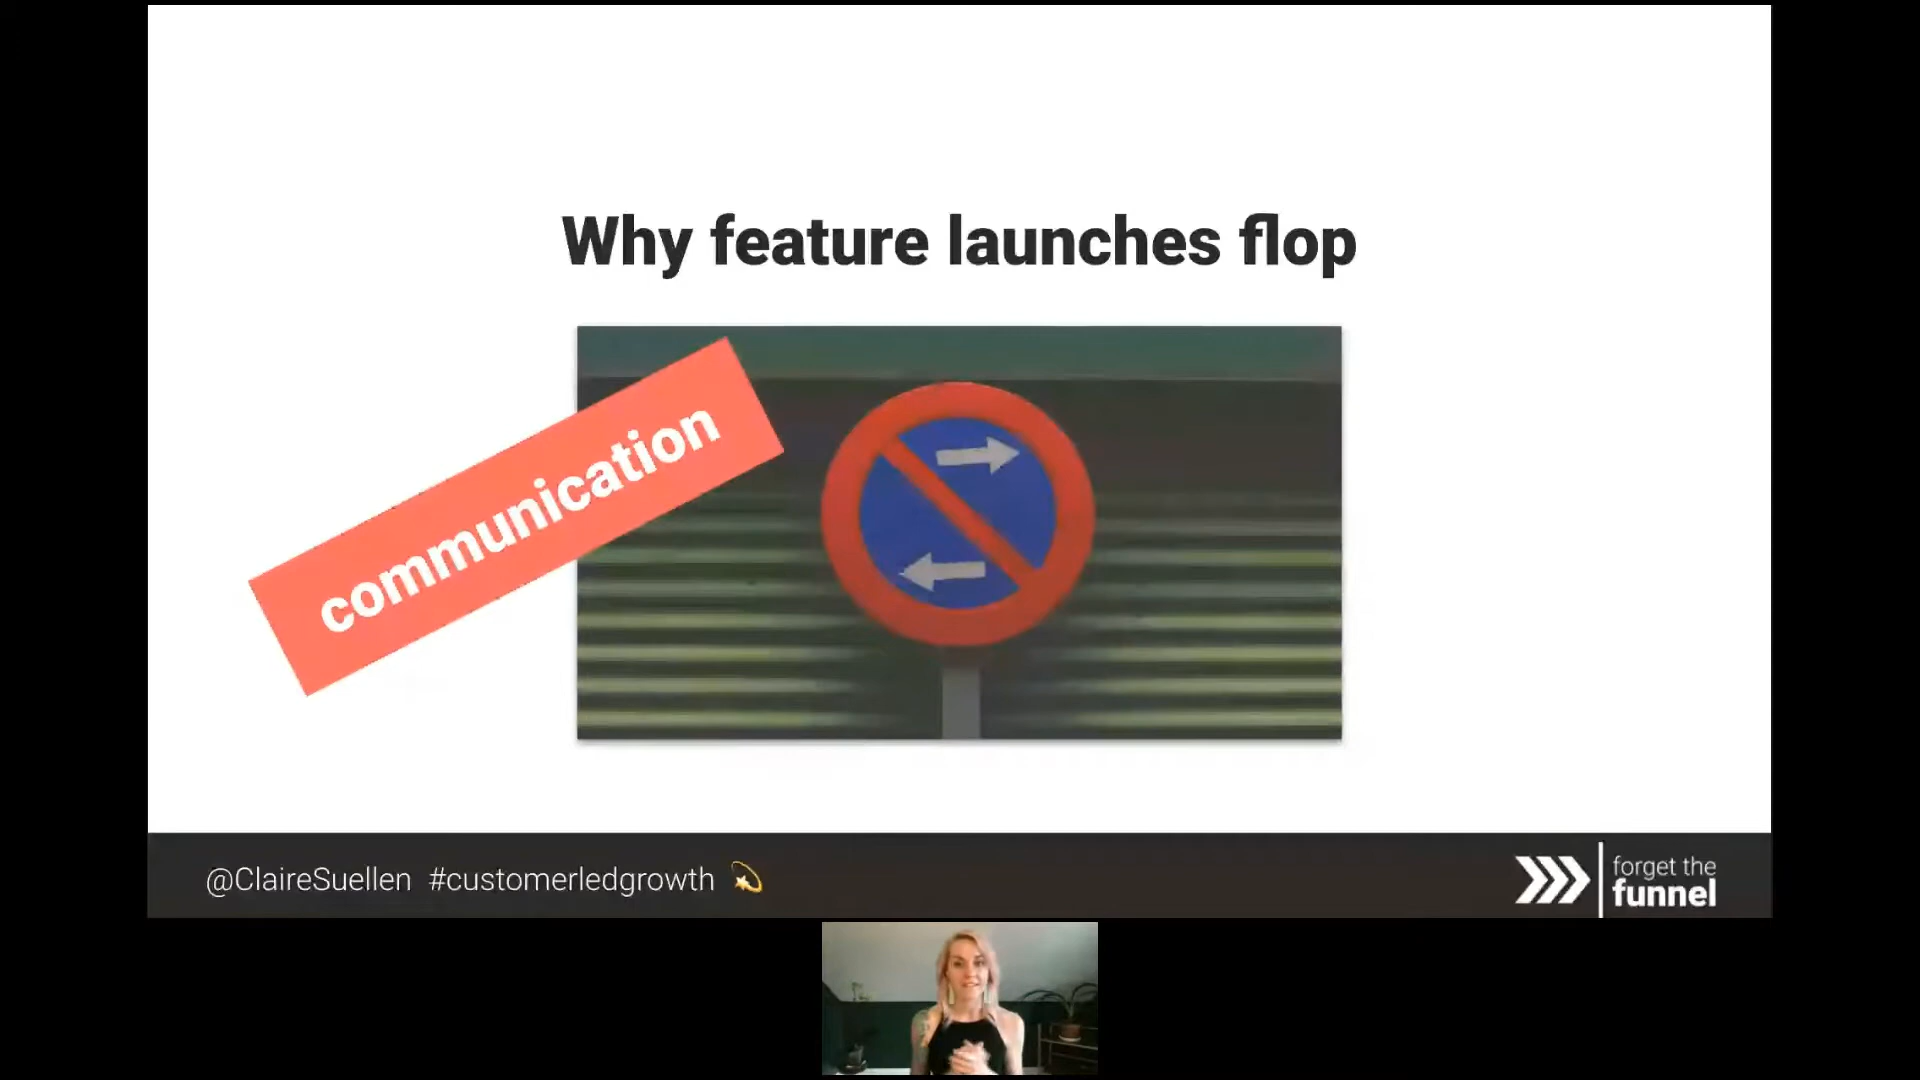 Why feature launches flop
communication
@ClaireSuellen #customerledgrowth 💫
forget the
funnel